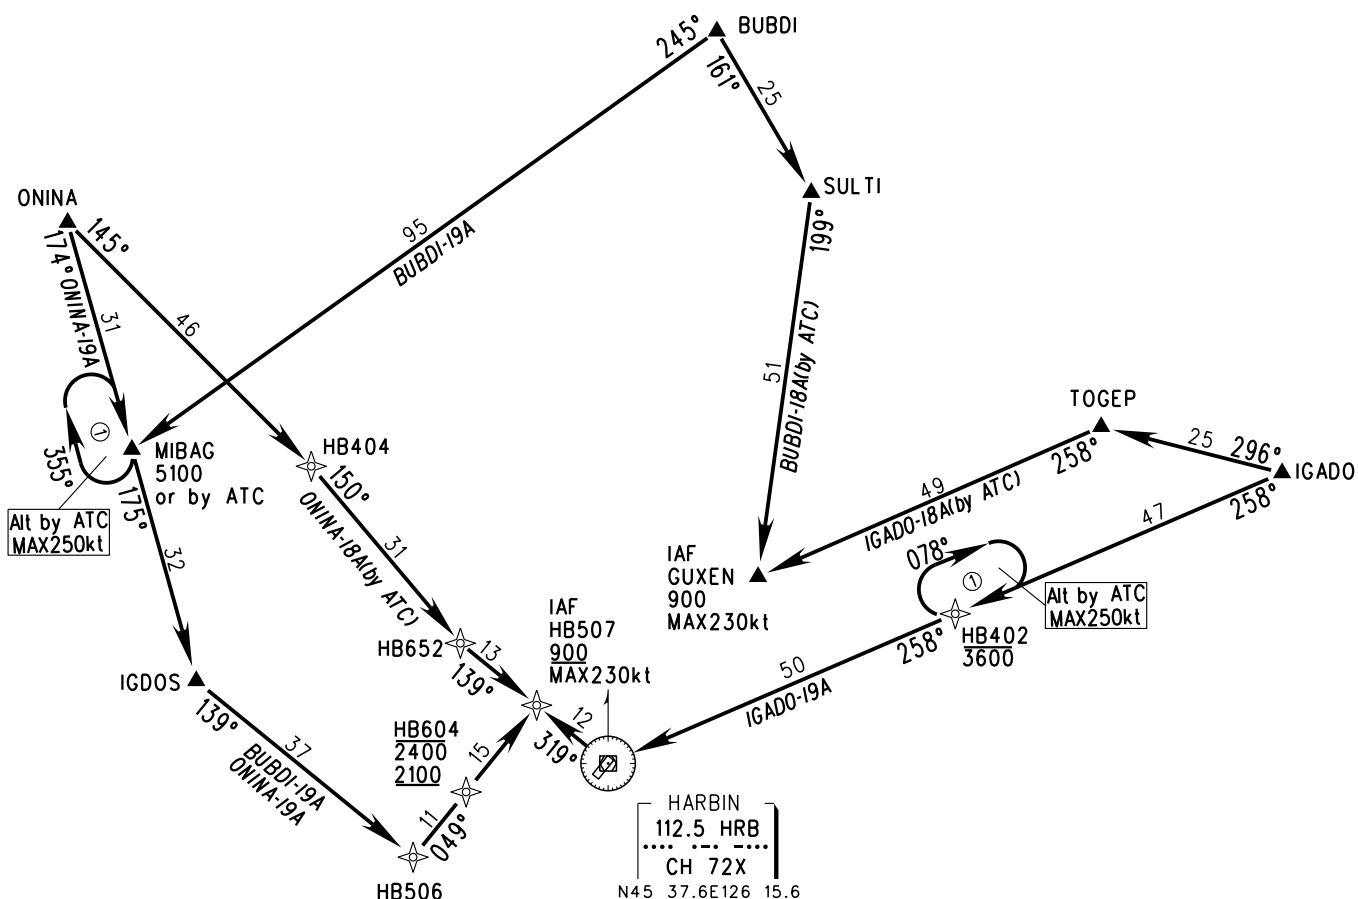 BUBDI
245°
161°
25
SULTI
199°
ONINA
145°
174°
ONINA-19A
31
46
95
BUBDI-19A
51
BUBDI-18A(by ATC)
TOGEP
25
296°
IGADO
258°
258°
49
IGADO-18A(by ATC)
47
①
355°
MIBAG
5100
or by ATC
175°
Alt by ATC
MAX250kt
HB404
150°
ONINA-18A(by ATC)
31
32
IAF
GUXEN
900
MAX230kt
078°
①
Alt by ATC
MAX250kt
HB402
3600
258°
50
IGADO-19A
IAF
HB507
900
MAX230kt
HB652
13
139°
IGDOS
139°
37
BUBDI-19A
ONINA-19A
HB604
2400
2100
15
12
319°
11
049°
HB506
HARBIN
112.5 HRB
CH 72X
N45 37.6E126 15.6